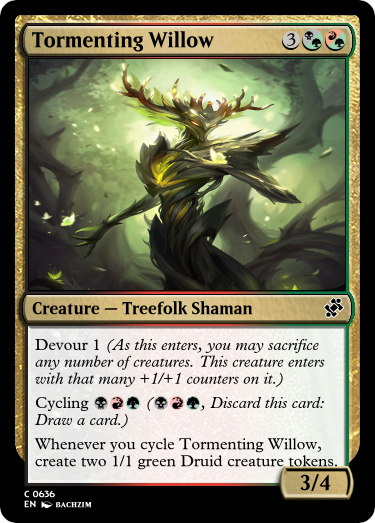 Tormenting Willow 3
Creature — Treefolk Shaman
Devour 1 (As this enters, you may sacrifice
any number of creatures. This creature enters
with that many +1/+1 counters on it.)
Cycling (, Discard this card:
Draw a card.)
Whenever you cycle Tormenting Willow,
create two 1/1 green Druid creature tokens.
3/4
C 0636
EN BACHZIM